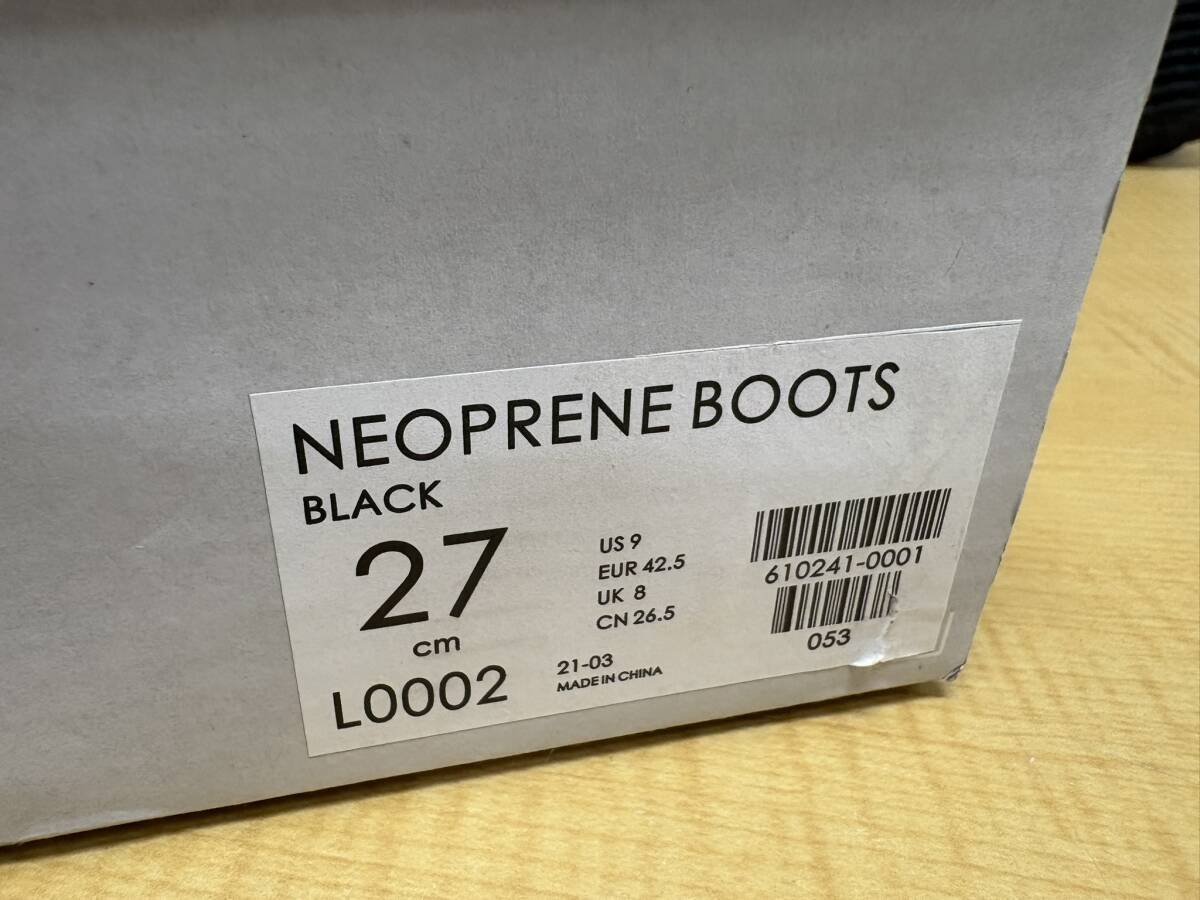 NEOPRENE BOOTS
BLACK
27
cm
L0002
US 9
EUR 42.5
UK 8
CN 26.5
21-03
MADE IN CHINA
610241-0001
053